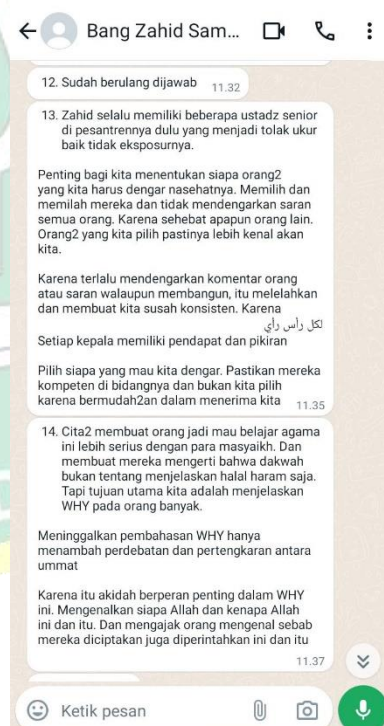 Bang Zahid Sam...
12. Sudah berulang dijawab 11.32
13. Zahid selalu memiliki beberapa ustadz senior
di pesantrennya dulu yang menjadi tolak ukur
baik tidak eksposurnya.
Penting bagi kita menentukan siapa orang2
yang kita harus dengar nasehatnya. Memilih dan
memilah mereka dan tidak mendengarkan saran
semua orang. Karena sehebat apapun orang lain.
Orang2 yang kita pilih pastinya lebih kenal akan
kita.
Karena terlalu mendengarkan komentar orang
atau saran walaupun membangun, itu melelahkan
dan membuat kita susah konsisten. Karena
لكل رأس رأي
Setiap kepala memiliki pendapat dan pikiran
Pilih siapa yang mau kita dengar. Pastikan mereka
kompeten di bidangnya dan bukan kita pilih
karena bermudah2an dalam menerima kita 11.35
14. Cita2 membuat orang jadi mau belajar agama
ini lebih serius dengan para masyaikh. Dan
membuat mereka mengerti bahwa dakwah
bukan tentang menjelaskan halal haram saja.
Tapi tujuan utama kita adalah menjelaskan
WHY pada orang banyak.
Meninggalkan pembahasan WHY hanya
menambah perdebatan dan pertengkaran antara
ummat
Karena itu akidah berperan penting dalam WHY
ini. Mengenalkan siapa Allah dan kenapa Allah
ini dan itu. Dan mengajak orang mengenal sebab
mereka diciptakan juga diperintahkan ini dan itu
11.37
Ketik pesan